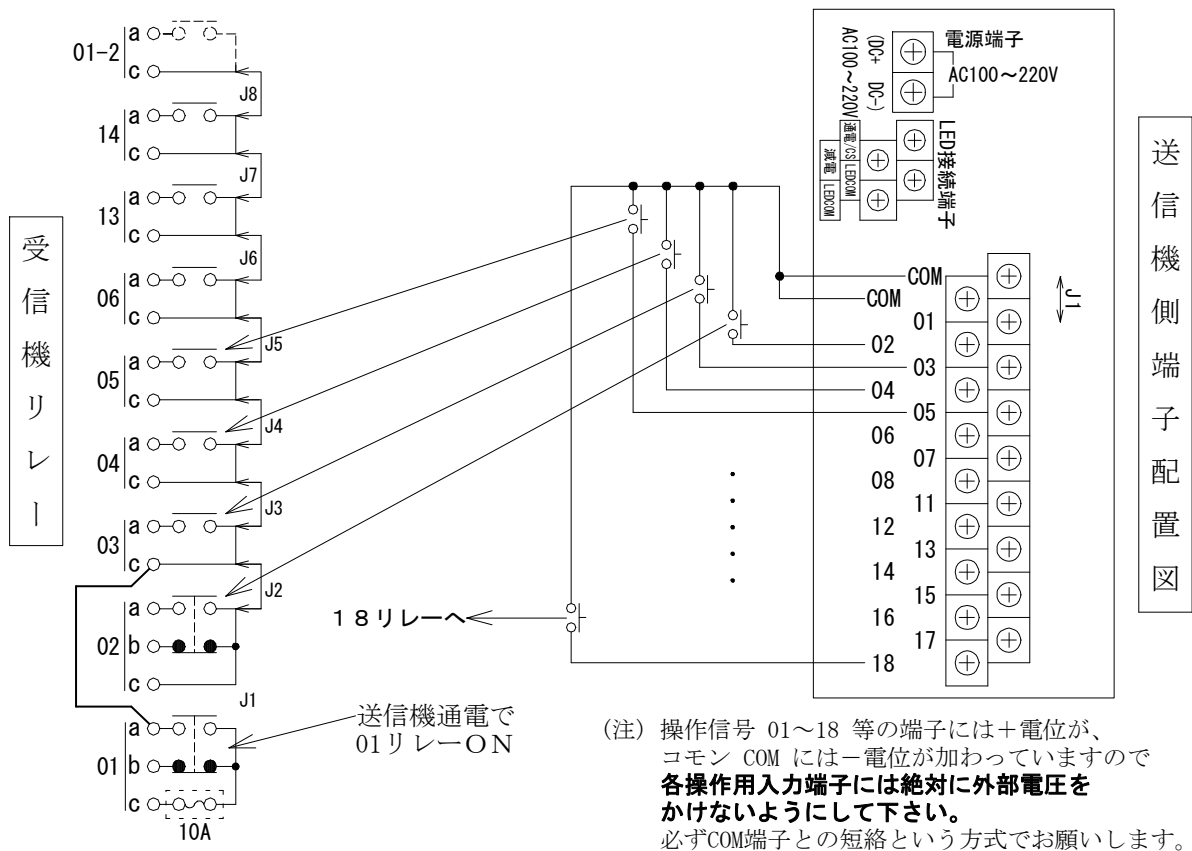 受信機リレー
01-2
a
c
J8
14
a
c
J7
13
a
c
J6
06
a
c
J5
05
a
c
J4
04
a
c
J3
03
a
c
J2
02
a
b
c
J1
01
a
b
c
10A
送信機通電で
01リレーON
18リレーへ
電源端子
AC100～220V
(DC+ DC-)
AC100～220V
LED接続端子
通電/CS
LEDCOM
減電
LEDCOM
COM
COM
J1
01
02
03
04
05
06
07
08
11
12
13
14
15
16
17
18
送信機側端子配置図
(注) 操作信号 01～18 等の端子には＋電位が、
コモン COM には－電位が加わっていますので
各操作用入力端子には絶対に外部電圧を
かけないようにして下さい。
必ずCOM端子との短絡という方式でお願いします。